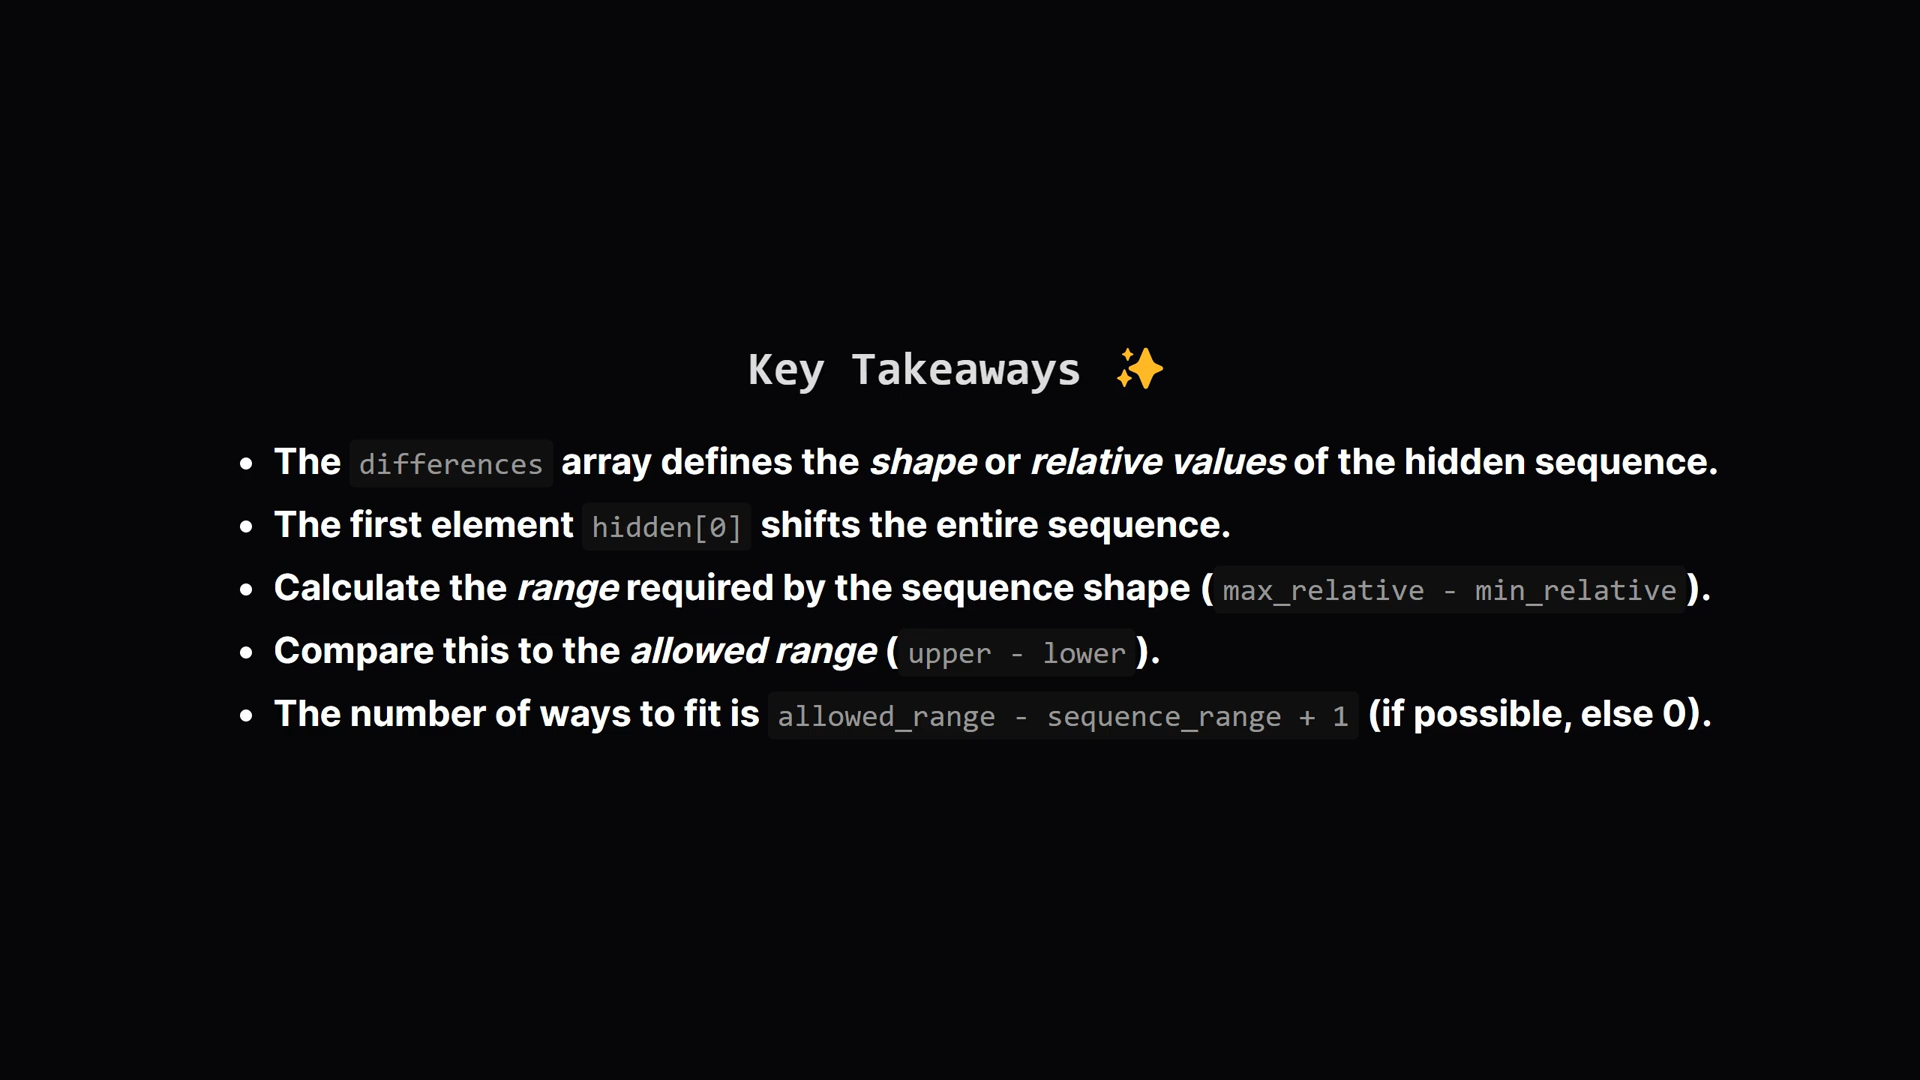 Key Takeaways ✨
• The differences array defines the shape or relative values of the hidden sequence.
• The first element hidden[0] shifts the entire sequence.
• Calculate the range required by the sequence shape ( max_relative - min_relative ).
• Compare this to the allowed range ( upper - lower ).
• The number of ways to fit is allowed_range - sequence_range + 1 (if possible, else 0).